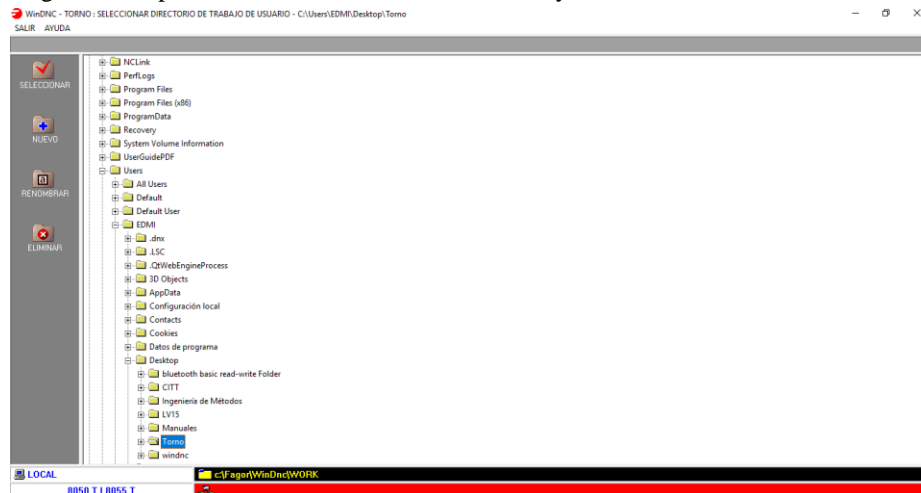 WinDNC - TORNO : SELECCIONAR DIRECTORIO DE TRABAJO DE USUARIO - C:\Users\EDMI\Desktop\Torno
SALIR AYUDA
SELECCIONAR
NUEVO
RENOMBRAR
ELIMINAR
NCLink
PerfLogs
Program Files
Program Files (x86)
ProgramData
Recovery
System Volume Information
UserGuidePDF
Users
All Users
Default
Default User
EDMI
.dnx
.LSC
.QtWebEngineProcess
3D Objects
AppData
Configuración local
Contacts
Cookies
Datos de programa
Desktop
bluetooth basic read-write Folder
CITT
Ingeniería de Métodos
LV15
Manuales
Torno
windnc
LOCAL
c:\Fagor\WinDnc\WORK
8050 T | 8055 T